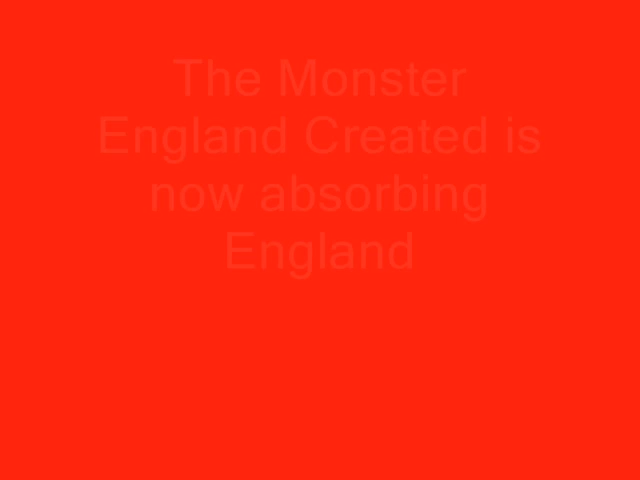 The Monster
England Created is
now absorbing
England